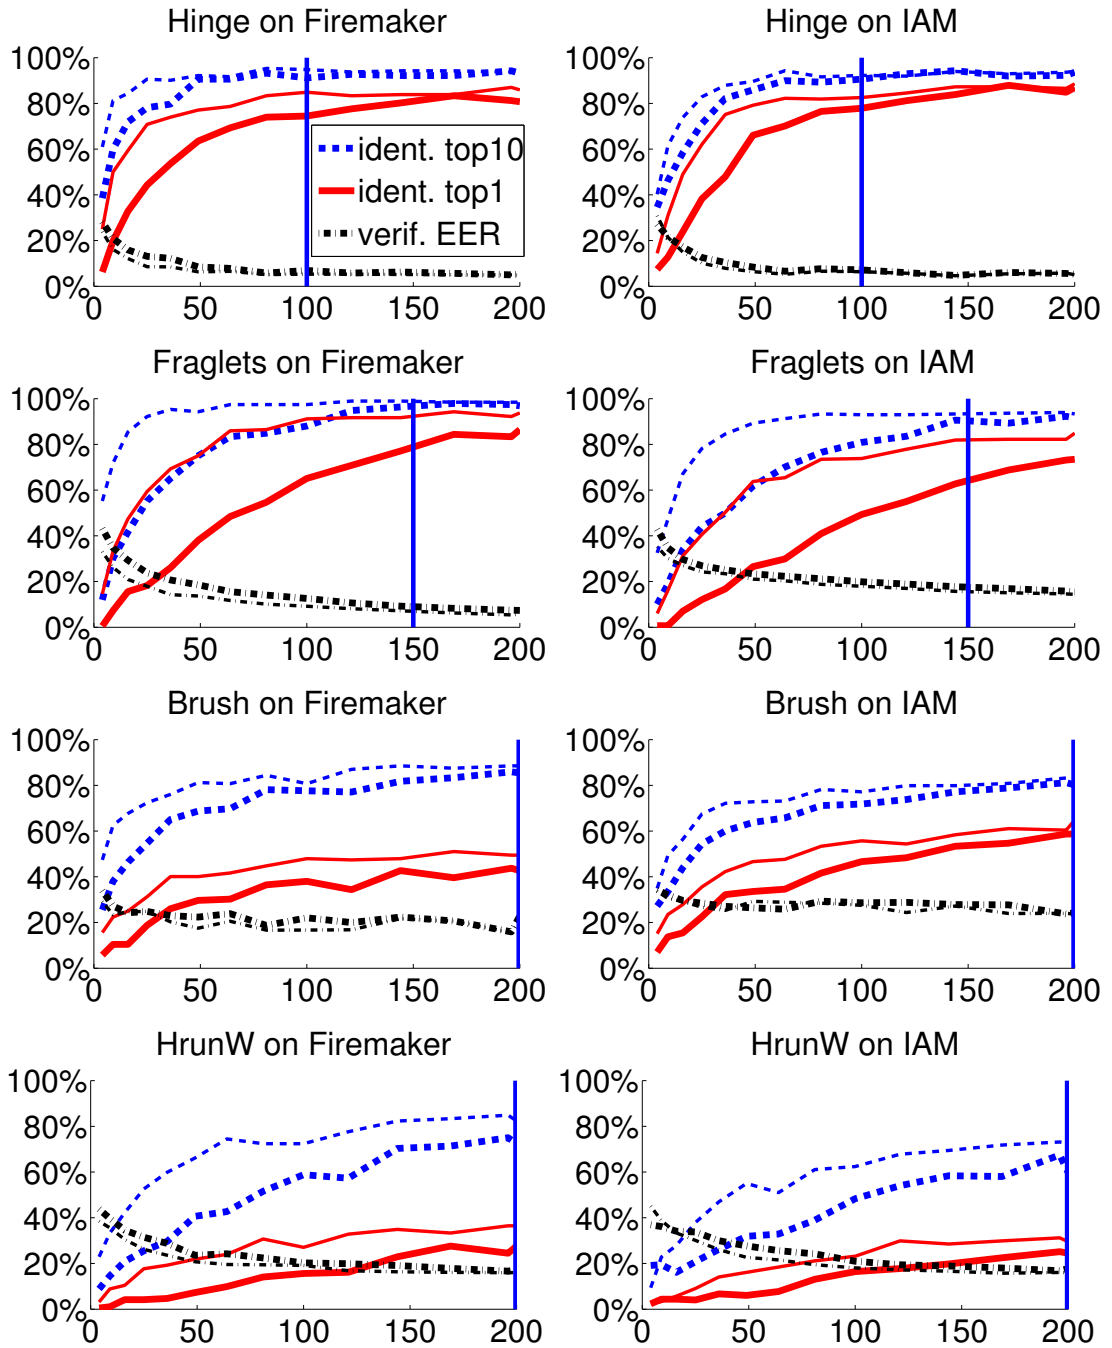 Hinge on Firemaker
Hinge on IAM
100%
80%
60%
40%
20%
0%
0 50 100 150 200
ident. top10
ident. top1
verif. EER
100%
80%
60%
40%
20%
0%
0 50 100 150 200
Fraglets on Firemaker
Fraglets on IAM
100%
80%
60%
40%
20%
0%
0 50 100 150 200
100%
80%
60%
40%
20%
0%
0 50 100 150 200
Brush on Firemaker
Brush on IAM
100%
80%
60%
40%
20%
0%
0 50 100 150 200
100%
80%
60%
40%
20%
0%
0 50 100 150 200
HrunW on Firemaker
HrunW on IAM
100%
80%
60%
40%
20%
0%
0 50 100 150 200
100%
80%
60%
40%
20%
0%
0 50 100 150 200